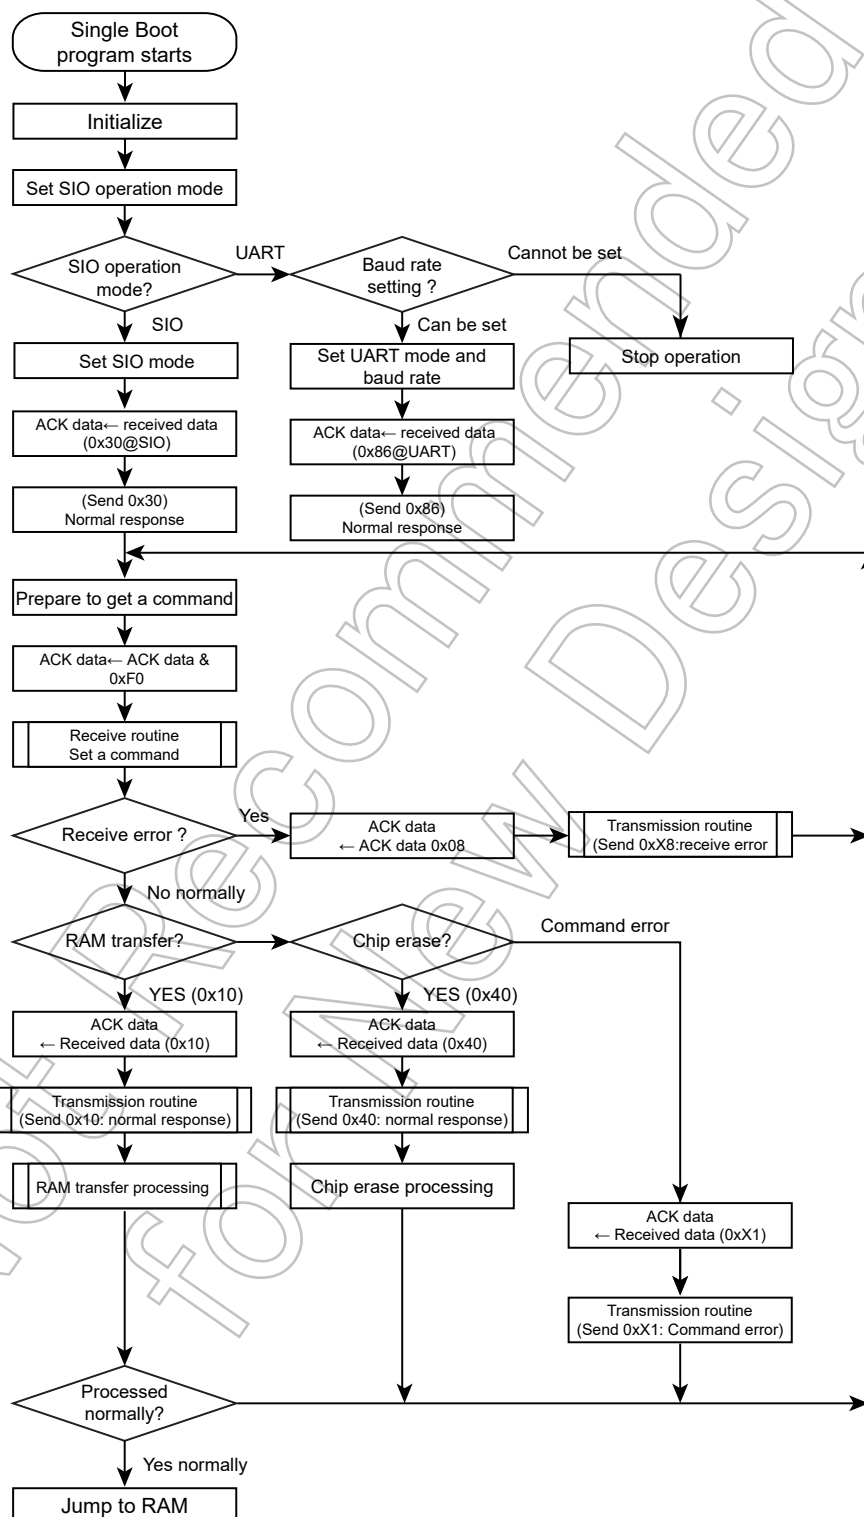 Single Boot
program starts
Initialize
Set SIO operation mode
SIO operation
mode?
UART
Baud rate
setting ?
Cannot be set
SIO
Can be set
Set SIO mode
Set UART mode and
baud rate
Stop operation
ACK data← received data
(0x30@SIO)
ACK data← received data
(0x86@UART)
(Send 0x30)
Normal response
(Send 0x86)
Normal response
Prepare to get a command
ACK data← ACK data &
0xF0
Receive routine
Set a command
Receive error ?
Yes
ACK data
← ACK data 0x08
Transmission routine
(Send 0xX8:receive error
No normally
RAM transfer?
Chip erase?
Command error
YES (0x10)
YES (0x40)
ACK data
← Received data (0x10)
ACK data
← Received data (0x40)
Transmission routine
(Send 0x10: normal response)
Transmission routine
(Send 0x40: normal response)
RAM transfer processing
Chip erase processing
ACK data
← Received data (0xX1)
Transmission routine
(Send 0xX1: Command error)
Processed
normally?
Yes normally
Jump to RAM
Not Recommended
for New Design